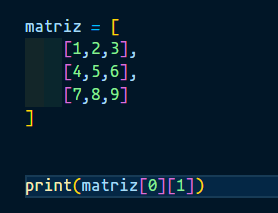 matriz = [
    [1,2,3],
    [4,5,6],
    [7,8,9]
]
print(matriz[0][1])